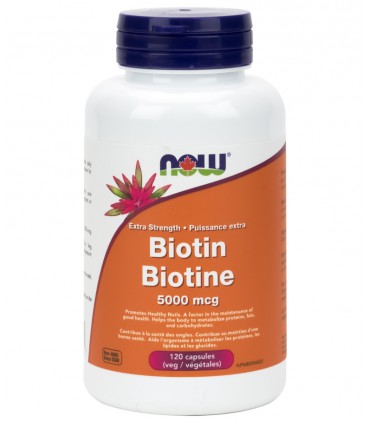 NOW®
Extra Strength • Puissance extra
Biotin
Biotine
5000 mcg
Promotes Healthy Nails. A factor in the maintenance of
good health. Helps the body to metabolize proteins, fats,
and carbohydrates.
Contribue à la santé des ongles. Contribue au maintien d'une
bonne santé. Aide l'organisme à métaboliser les protéines, les
lipides et les glucides.
120 capsules
(veg / végétales)